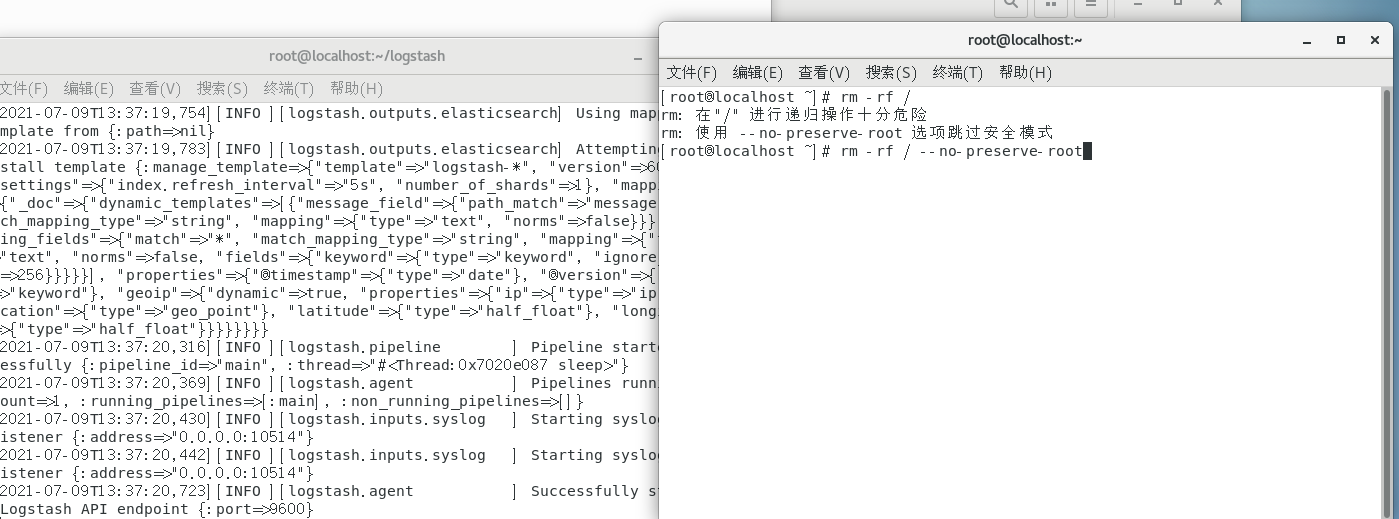 root@localhost:~/logstash
文件(F) 编辑(E) 查看(V) 搜索(S) 终端(T) 帮助(H)
2021-07-09T13:37:19,754][INFO ][logstash.outputs.elasticsearch] Using map
mplate from {:path=>nil}
2021-07-09T13:37:19,783][INFO ][logstash.outputs.elasticsearch] Attempting
stall template {:manage_template=>{"template"=>"logstash-*", "version"=>60
settings"=>{"index.refresh_interval"=>"5s", "number_of_shards"=>1}, "mapp
{"_doc"=>{"dynamic_templates"=>[{"message_field"=>{"path_match"=>"message
ch_mapping_type"=>"string", "mapping"=>{"type"=>"text", "norms"=>false}}}
ing_fields"=>{"match"=>"*", "match_mapping_type"=>"string", "mapping"=>{"
"text", "norms"=>false, "fields"=>{"keyword"=>{"type"=>"keyword", "ignore
=>256}}}}}], "properties"=>{"@timestamp"=>{"type"=>"date"}, "@version"=>{
>"keyword"}, "geoip"=>{"dynamic"=>true, "properties"=>{"ip"=>{"type"=>"ip
cation"=>{"type"=>"geo_point"}, "latitude"=>{"type"=>"half_float"}, "long
>{"type"=>"half_float"}}}}}}}}
2021-07-09T13:37:20,316][INFO ][logstash.pipeline        ] Pipeline starte
essfully {:pipeline_id=>"main", :thread=>"#<Thread:0x7020e087 sleep>"}
2021-07-09T13:37:20,369][INFO ][logstash.agent           ] Pipelines runn
ount=>1, :running_pipelines=>[:main], :non_running_pipelines=>[]}
2021-07-09T13:37:20,430][INFO ][logstash.inputs.syslog   ] Starting syslo
istener {:address=>"0.0.0.0:10514"}
2021-07-09T13:37:20,442][INFO ][logstash.inputs.syslog   ] Starting syslo
istener {:address=>"0.0.0.0:10514"}
2021-07-09T13:37:20,723][INFO ][logstash.agent           ] Successfully st
Logstash API endpoint {:port=>9600}
root@localhost:~
文件(F) 编辑(E) 查看(V) 搜索(S) 终端(T) 帮助(H)
[root@localhost ~]# rm -rf /
rm: 在"/" 进行递归操作十分危险
rm: 使用 --no-preserve-root 选项跳过安全模式
[root@localhost ~]# rm -rf / --no-preserve-root